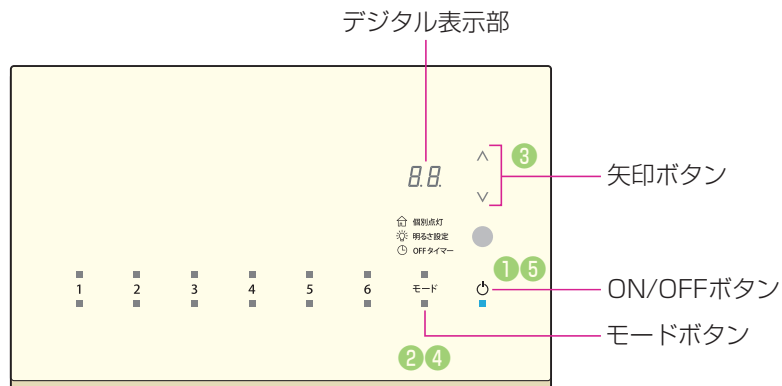 デジタル表示部
3
8.8.
矢印ボタン
個別点灯
明るさ設定
OFFタイマー
1 5
1 2 3 4 5 6 モード
ON/OFFボタン
モードボタン
2 4